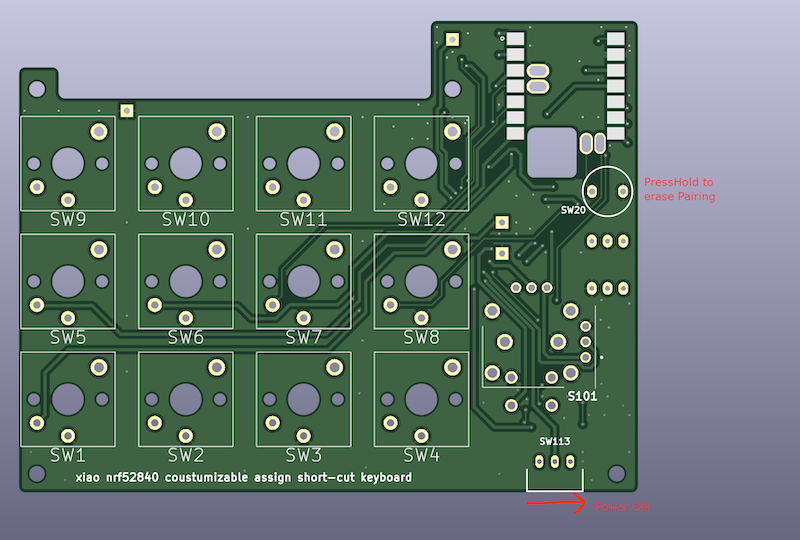 PressHold to
erase Pairing
SW20
SW9 SW10 SW11 SW12
SW5 SW6 SW7 SW8
S101
SW113
SW1 SW2 SW3 SW4
xiao nrf52840 coustumizable assign short-cut keyboard
Power ON